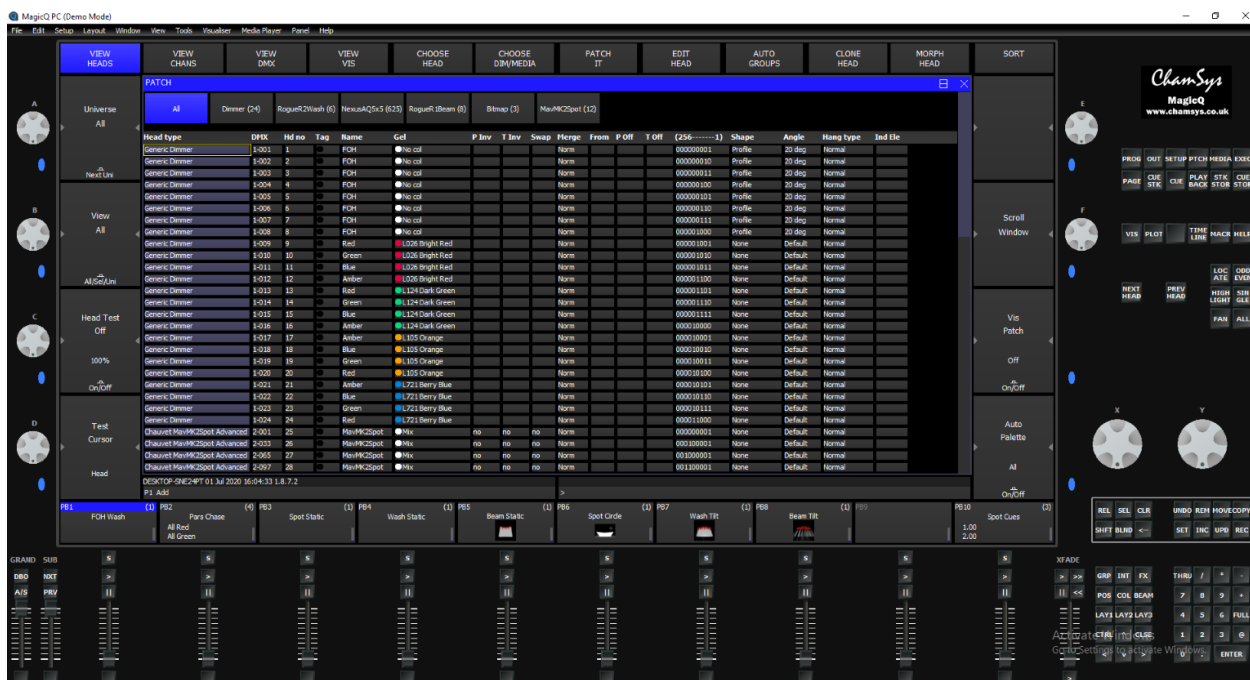 MagicQ PC (Demo Mode)
File Edit Setup Layout Window View Tools Visualiser Media Player Panel Help
VIEW HEADS
VIEW CHANS
VIEW DMX
VIEW VIS
CHOOSE HEAD
CHOOSE DIM/MEDIA
PATCH IT
EDIT HEAD
AUTO GROUPS
CLONE HEAD
MORPH HEAD
SORT
ChamSys
MagicQ
www.chamsys.co.uk
PATCH
All Dimmer (24) RogueR2Wash (6) NexusAQ5x5 (625) RogueR1Beam (8) Bitmap (3) MavMK2Spot (12)
A
Universe
All
Next Uni
B
View
All
All/Sel/Uni
C
Head Test
Off
100%
On/Off
D
Test
Cursor
Head
Head type DMX Hd no Tag Name Gel P Inv T Inv Swap Merge From P Off T Off (256-------1) Shape Angle Hang type Ind Ele
Generic Dimmer 1-001 1 FOH No col Norm 000000001 Profile 20 deg Normal
Generic Dimmer 1-002 2 FOH No col Norm 000000010 Profile 20 deg Normal
Generic Dimmer 1-003 3 FOH No col Norm 000000011 Profile 20 deg Normal
Generic Dimmer 1-004 4 FOH No col Norm 000000100 Profile 20 deg Normal
Generic Dimmer 1-005 5 FOH No col Norm 000000101 Profile 20 deg Normal
Generic Dimmer 1-006 6 FOH No col Norm 000000110 Profile 20 deg Normal
Generic Dimmer 1-007 7 FOH No col Norm 000000111 Profile 20 deg Normal
Generic Dimmer 1-008 8 FOH No col Norm 000001000 Profile 20 deg Normal
Generic Dimmer 1-009 9 Red L026 Bright Red Norm 000001001 None Default Normal
Generic Dimmer 1-010 10 Green L026 Bright Red Norm 000001010 None Default Normal
Generic Dimmer 1-011 11 Blue L026 Bright Red Norm 000001011 None Default Normal
Generic Dimmer 1-012 12 Amber L026 Bright Red Norm 000001100 None Default Normal
Generic Dimmer 1-013 13 Red L124 Dark Green Norm 000001101 None Default Normal
Generic Dimmer 1-014 14 Green L124 Dark Green Norm 000001110 None Default Normal
Generic Dimmer 1-015 15 Blue L124 Dark Green Norm 000001111 None Default Normal
Generic Dimmer 1-016 16 Amber L124 Dark Green Norm 000010000 None Default Normal
Generic Dimmer 1-017 17 Amber L105 Orange Norm 000010001 None Default Normal
Generic Dimmer 1-018 18 Blue L105 Orange Norm 000010010 None Default Normal
Generic Dimmer 1-019 19 Green L105 Orange Norm 000010011 None Default Normal
Generic Dimmer 1-020 20 Red L105 Orange Norm 000010100 None Default Normal
Generic Dimmer 1-021 21 Amber L721 Berry Blue Norm 000010101 None Default Normal
Generic Dimmer 1-022 22 Blue L721 Berry Blue Norm 000010110 None Default Normal
Generic Dimmer 1-023 23 Green L721 Berry Blue Norm 000010111 None Default Normal
Generic Dimmer 1-024 24 Red L721 Berry Blue Norm 000011000 None Default Normal
Chauvet MavMK2Spot Advanced 2-001 25 MavMK2Spot Mix no no no Norm 000000001 None Default Normal
Chauvet MavMK2Spot Advanced 2-033 26 MavMK2Spot Mix no no no Norm 000100001 None Default Normal
Chauvet MavMK2Spot Advanced 2-065 27 MavMK2Spot Mix no no no Norm 001000001 None Default Normal
Chauvet MavMK2Spot Advanced 2-097 28 MavMK2Spot Mix no no no Norm 001100001 None Default Normal
DESKTOP-SNE24PT 01 Jul 2020 16:04:33 1.8.7.2
P1 Add >
Scroll
Window
Vis
Patch
Off
On/Off
Auto
Palette
All
On/Off
E
F
X Y
PROG OUT SETUP PTCH MEDIA EXEC
PAGE CUE STK CUE PLAY BACK STK STOR CUE STOR
VIS PLOT TIME LINE MACR HELP
LOC ATE ODD EVEN
NEXT HEAD PREV HEAD HIGH LIGHT SIN GLE
FAN ALL
PB1 (1) PB2 (4) PB3 (1) PB4 (1) PB5 (1) PB6 (1) PB7 (1) PB8 (1) PB9 PB10 (3)
FOH Wash Pars Chase Spot Static Wash Static Beam Static Spot Circle Wash Tilt Beam Tilt Spot Cues
All Red
All Green
1.00
2.00
REL SEL CLR UNDO REM MOVE COPY
SHFT BLND <-- SET INC UPD REC
GRAND SUB S S S S S S S S S S XFADE
DBO NXT > > > > > > > > > > > >> GRP INT FX THRU / * -
A/S PRV II II II II II II II II II II II << POS COL BEAM 7 8 9 +
LAY1 LAY2 LAY3 4 5 6 FULL
CTRL CLSE 1 2 3 @
< v > 0 . ENTER
Activate Windows
Go to Settings to activate Windows.